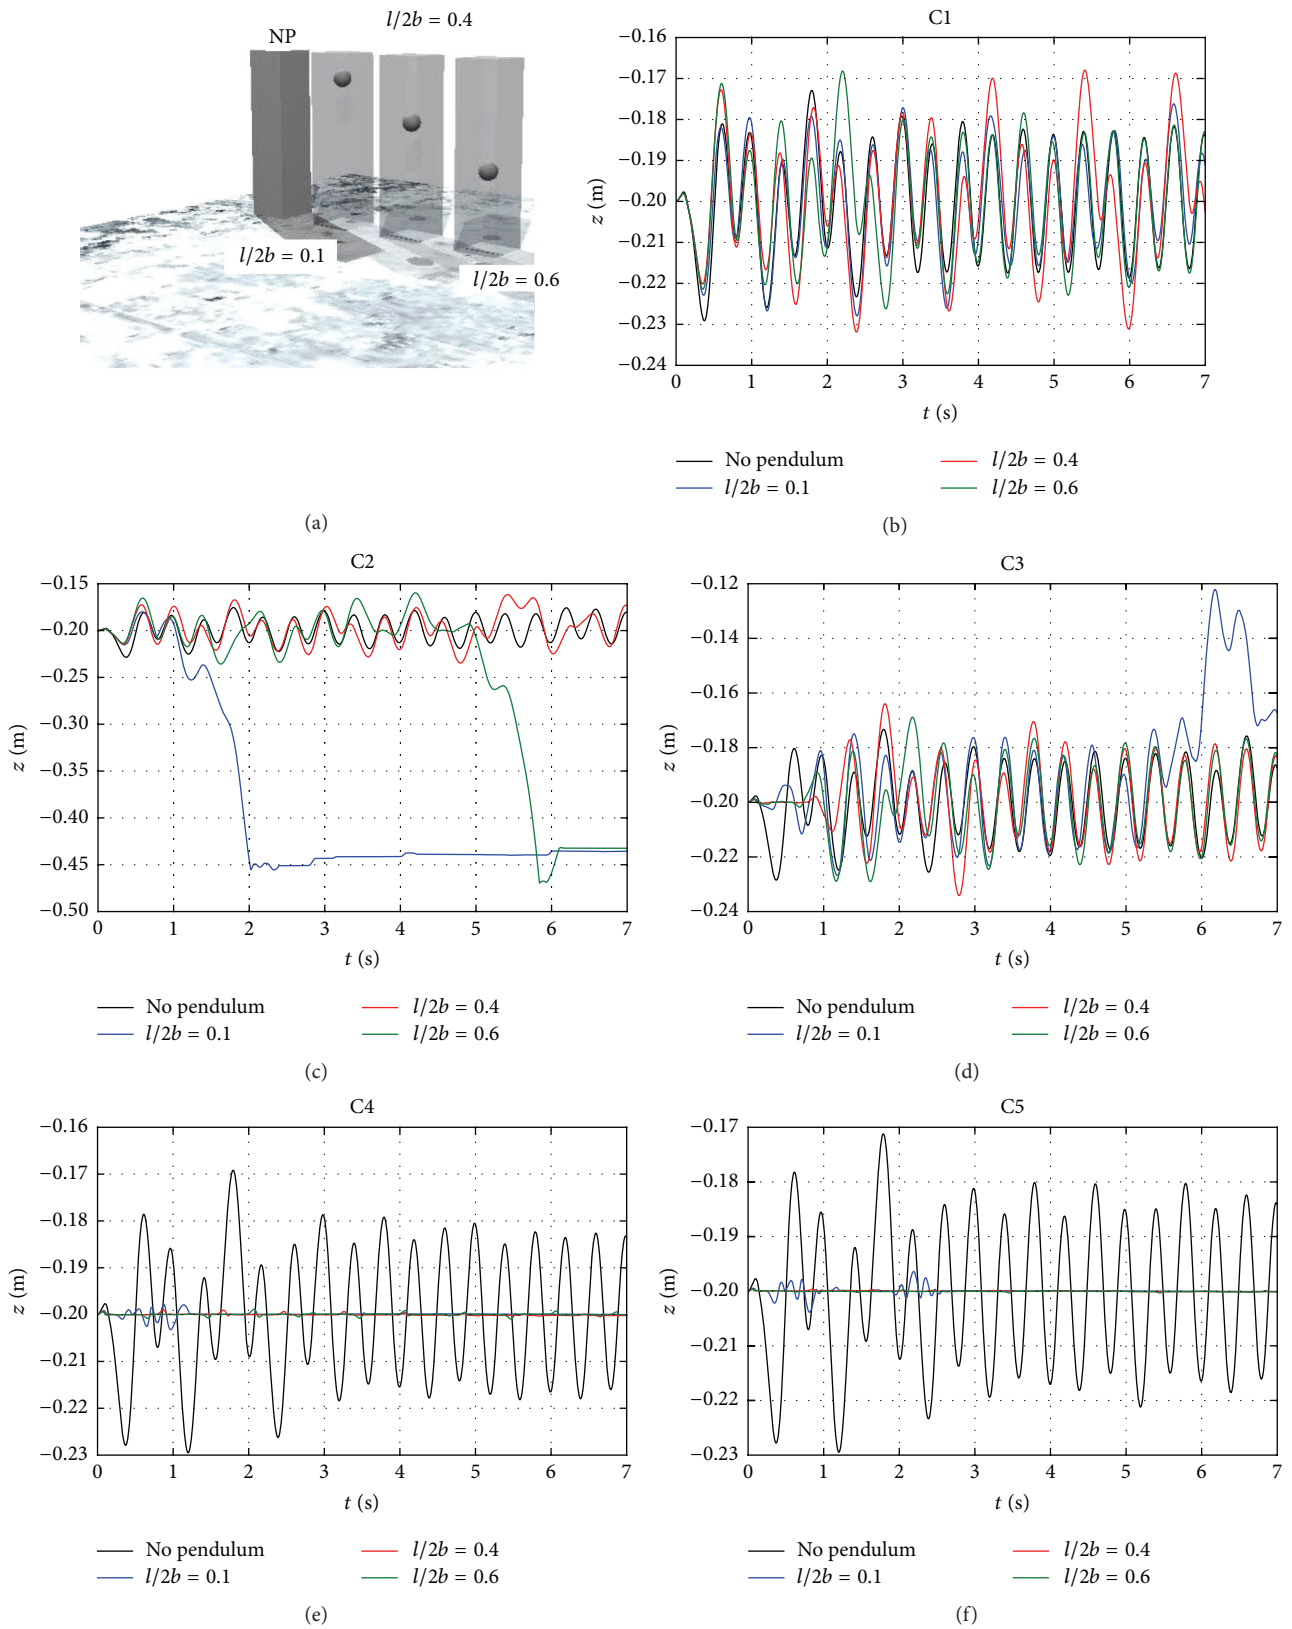 l/2b = 0.4
NP
l/2b = 0.1
l/2b = 0.6
(a)
C1
−0.16
−0.17
−0.18
−0.19
−0.20
−0.21
−0.22
−0.23
−0.24
z (m)
0 1 2 3 4 5 6 7
t (s)
No pendulum
l/2b = 0.1
l/2b = 0.4
l/2b = 0.6
(b)
C2
−0.15
−0.20
−0.25
−0.30
−0.35
−0.40
−0.45
−0.50
z (m)
0 1 2 3 4 5 6 7
t (s)
No pendulum
l/2b = 0.1
l/2b = 0.4
l/2b = 0.6
(c)
C3
−0.12
−0.14
−0.16
−0.18
−0.20
−0.22
−0.24
z (m)
0 1 2 3 4 5 6 7
t (s)
No pendulum
l/2b = 0.1
l/2b = 0.4
l/2b = 0.6
(d)
C4
−0.16
−0.17
−0.18
−0.19
−0.20
−0.21
−0.22
−0.23
z (m)
0 1 2 3 4 5 6 7
t (s)
No pendulum
l/2b = 0.1
l/2b = 0.4
l/2b = 0.6
(e)
C5
−0.17
−0.18
−0.19
−0.20
−0.21
−0.22
−0.23
z (m)
0 1 2 3 4 5 6 7
t (s)
No pendulum
l/2b = 0.1
l/2b = 0.4
l/2b = 0.6
(f)